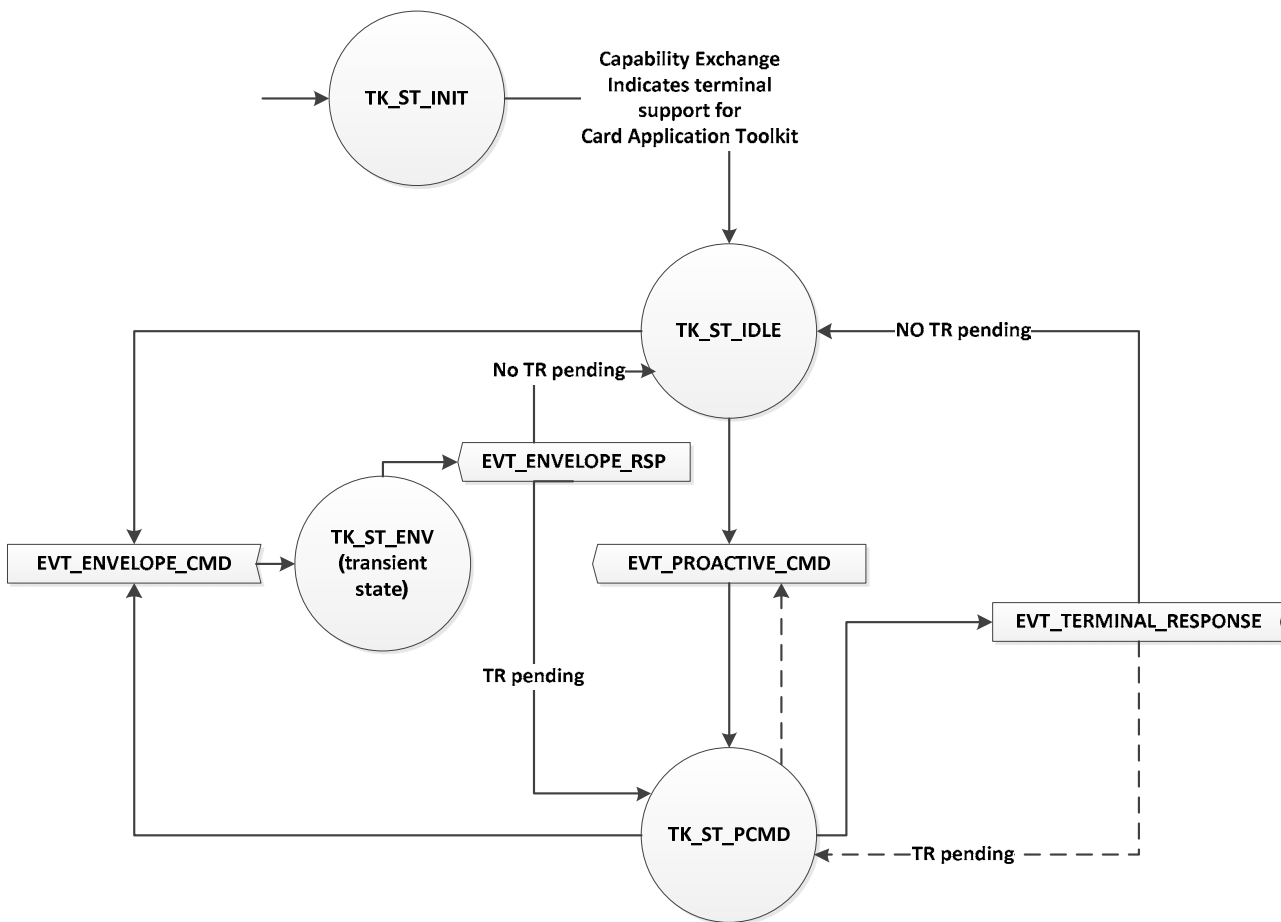 TK_ST_INIT
Capability Exchange
Indicates terminal
support for
Card Application Toolkit
TK_ST_IDLE
NO TR pending
No TR pending
EVT_ENVELOPE_RSP
TK_ST_ENV
(transient
state)
EVT_ENVELOPE_CMD
EVT_PROACTIVE_CMD
EVT_TERMINAL_RESPONSE
TR pending
TK_ST_PCMD
TR pending